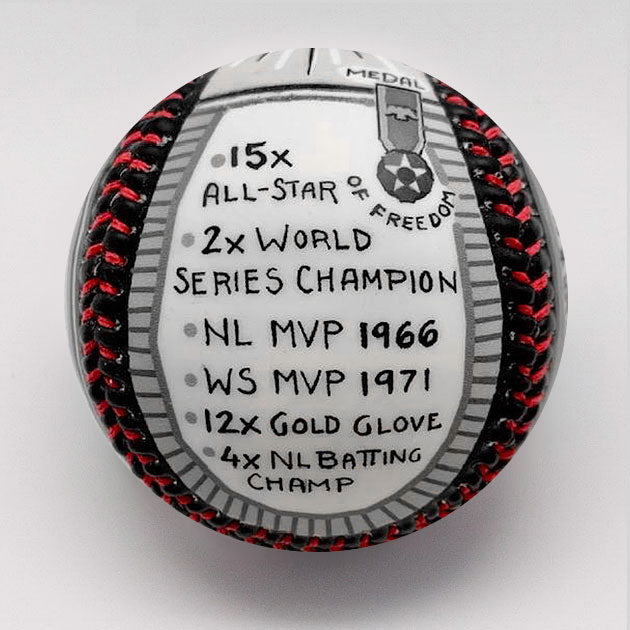 MEDAL
OF FREEDOM
• 15x
ALL-STAR
• 2x WORLD
SERIES CHAMPION
• NL MVP 1966
• WS MVP 1971
• 12x GOLD GLOVE
• 4x NL BATTING
CHAMP